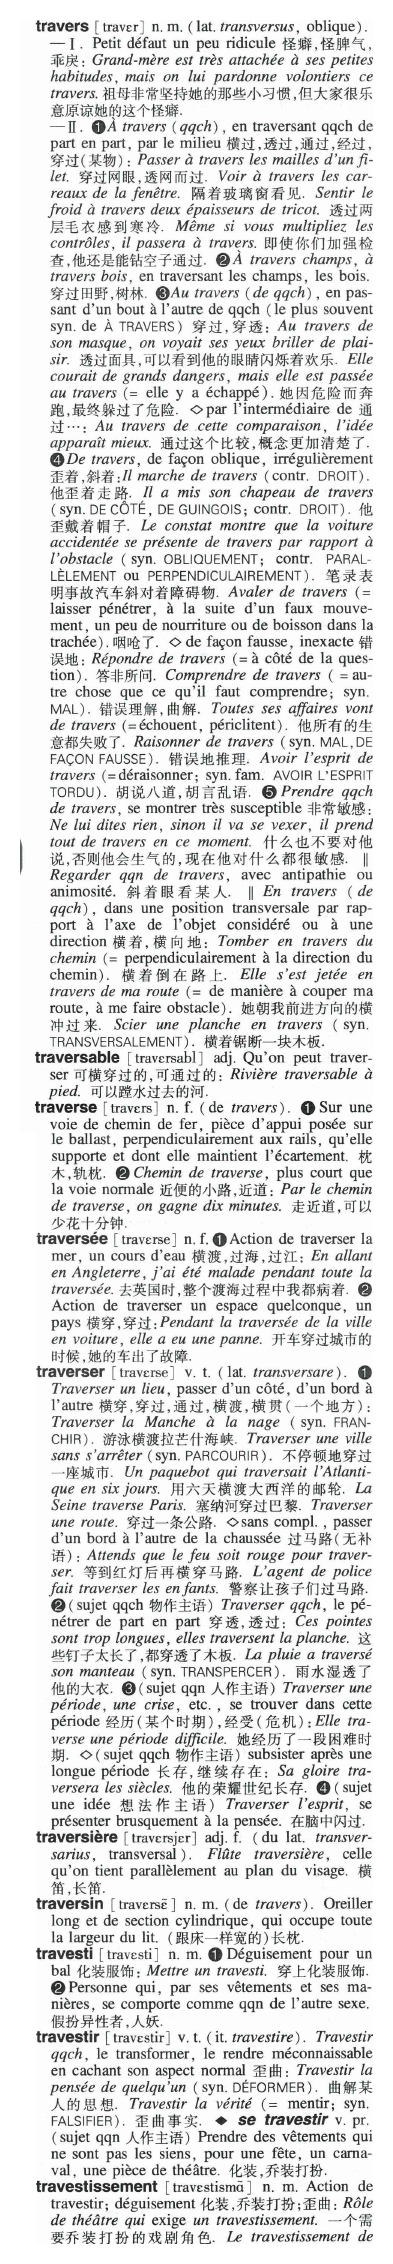 travers [travɛr] n. m. (lat. transversus, oblique).
—Ⅰ. Petit défaut un peu ridicule 怪癖,怪脾气,
乖戾: Grand-mère est très attachée à ses petites
habitudes, mais on lui pardonne volontiers ce
travers. 祖母非常坚持她的那些小习惯,但大家很乐
意原谅她的这个怪癖.
—Ⅱ. ❶À travers (qqch), en traversant qqch de
part en part, par le milieu 横过,透过,通过,经过,
穿过(某物): Passer à travers les mailles d'un fi-
let. 穿过网眼,透网而过. Voir à travers les car-
reaux de la fenêtre. 隔着玻璃窗看见. Sentir le
froid à travers deux épaisseurs de tricot. 透过两
层毛衣感到寒冷. Même si vous multipliez les
contrôles, il passera à travers. 即使你们加强检
查,他还是能钻空子通过. ❷À travers champs, à
travers bois, en traversant les champs, les bois.
穿过田野,树林. ❸Au travers (de qqch), en pas-
sant d'un bout à l'autre de qqch (le plus souvent
syn. de À TRAVERS) 穿过,穿透: Au travers de
son masque, on voyait ses yeux briller de plai-
sir. 透过面具,可以看到他的眼睛闪烁着欢乐. Elle
courait de grands dangers, mais elle est passée
au travers (= elle y a échappé). 她因危险而奔
跑,最终躲过了危险. ◇par l'intermédiaire de 通
过…: Au travers de cette comparaison, l'idée
apparaît mieux. 通过这个比较,概念更加清楚了.
❹De travers, de façon oblique, irrégulièrement
歪着,斜着:Il marche de travers (contr. DROIT).
他歪着走路. Il a mis son chapeau de travers
(syn. DE CÔTÉ, DE GUINGOIS; contr. DROIT). 他
歪戴着帽子. Le constat montre que la voiture
accidentée se présente de travers par rapport à
l'obstacle (syn. OBLIQUEMENT; contr. PARAL-
LÈLEMENT ou PERPENDICULAIREMENT). 笔录表
明事故汽车斜对着障碍物. Avaler de travers (=
laisser pénétrer, à la suite d'un faux mouve-
ment, un peu de nourriture ou de boisson dans la
trachée). 咽呛了. ◇ de façon fausse, inexacte 错
误地: Répondre de travers (= à côté de la ques-
tion). 答非所问. Comprendre de travers (= au-
tre chose que ce qu'il faut comprendre; syn.
MAL). 错误理解,曲解. Toutes ses affaires vont
de travers (=échouent, périclitent). 他所有的生
意都失败了. Raisonner de travers (syn. MAL, DE
FAÇON FAUSSE). 错误地推理. Avoir l'esprit de
travers (=déraisonner; syn. fam. AVOIR L'ESPRIT
TORDU). 胡说八道,胡言乱语. ❺Prendre qqch
de travers, se montrer très susceptible 非常敏感:
Ne lui dites rien, sinon il va se vexer, il prend
tout de travers en ce moment. 什么也不要对他
说,否则他会生气的,现在他对什么都很敏感. ‖
Regarder qqn de travers, avec antipathie ou
animosité. 斜着眼看某人. ‖ En travers (de
qqch), dans une position transversale par rap-
port à l'axe de l'objet considéré ou à une
direction 横着,横向地: Tomber en travers du
chemin (= perpendiculairement à la direction du
chemin). 横着倒在路上. Elle s'est jetée en
travers de ma route (= de manière à couper ma
route, à me faire obstacle). 她朝我前进方向的横
冲过来. Scier une planche en travers (syn.
TRANSVERSALEMENT). 横着锯断一块木板.
traversable [travɛrsabl] adj. Qu'on peut traver-
ser 可横穿过的,可通过的: Rivière traversable à
pied. 可以蹚水过去的河.
traverse [travɛrs] n. f. (de travers). ❶Sur une
voie de chemin de fer, pièce d'appui posée sur
le ballast, perpendiculairement aux rails, qu'elle
supporte et dont elle maintient l'écartement. 枕
木,轨枕. ❷Chemin de traverse, plus court que
la voie normale 近便的小路,近道: Par le chemin
de traverse, on gagne dix minutes. 走近道,可以
少花十分钟.
traversée [travɛrse] n. f.❶Action de traverser la
mer, un cours d'eau 横渡,过海,过江: En allant
en Angleterre, j'ai été malade pendant toute la
traversée. 去英国时,整个渡海过程中我都病着. ❷
Action de traverser un espace quelconque, un
pays 横穿,穿过:Pendant la traversée de la ville
en voiture, elle a eu une panne. 开车穿过城市的
时候,她的车出了故障.
traverser [travɛrse] v. t. (lat. transversare). ❶
Traverser un lieu, passer d'un côté, d'un bord à
l'autre 横穿,穿过,通过,横渡,横贯(一个地方):
Traverser la Manche à la nage (syn. FRAN-
CHIR). 游泳横渡拉芒什海峡. Traverser une ville
sans s'arrêter (syn. PARCOURIR). 不停顿地穿过
一座城市. Un paquebot qui traversait l'Atlanti-
que en six jours. 用六天横渡大西洋的邮轮. La
Seine traverse Paris. 塞纳河穿过巴黎. Traverser
une route. 穿过一条公路. ◇sans compl., passer
d'un bord à l'autre de la chaussée 过马路(无补
语): Attends que le feu soit rouge pour traver-
ser. 等到红灯后再横穿马路. L'agent de police
fait traverser les enfants. 警察让孩子们过马路.
❷(sujet qqch 物作主语) Traverser qqch, le pé-
nétrer de part en part 穿透,透过: Ces pointes
sont trop longues, elles traversent la planche. 这
些钉子太长了,都穿透了木板. La pluie a traversé
son manteau (syn. TRANSPERCER). 雨水湿透了
他的大衣. ❸(sujet qqn 人作主语) Traverser une
période, une crise, etc., se trouver dans cette
période 经历(某个时期),经受(危机):Elle tra-
verse une période difficile. 她经历了一段困难时
期. ◇(sujet qqch 物作主语) subsister après une
longue période 长存,继续存在: Sa gloire tra-
versera les siècles. 他的荣耀世纪长存. ❹(sujet
une idée 想法作主语) Traverser l'esprit, se
présenter brusquement à la pensée. 在脑中闪过.
traversière [travɛrsjɛr] adj. f. (du lat. transver-
sarius, transversal). Flûte traversière, celle
qu'on tient parallèlement au plan du visage. 横
笛,长笛.
traversin [travɛrsɛ̃] n. m. (de travers). Oreiller
long et de section cylindrique, qui occupe toute
la largeur du lit. (跟床一样宽的)长枕.
travesti [travɛsti] n. m. ❶Déguisement pour un
bal 化装服饰: Mettre un travesti. 穿上化装服饰.
❷Personne qui, par ses vêtements et ses ma-
nières, se comporte comme qqn de l'autre sexe.
假扮异性者,人妖.
travestir [travɛstir] v. t. (it. travestire). Travestir
qqch, le transformer, le rendre méconnaissable
en cachant son aspect normal 歪曲: Travestir la
pensée de quelqu'un (syn. DÉFORMER). 曲解某
人的思想. Travestir la vérité (= mentir; syn.
FALSIFIER). 歪曲事实. ◆ se travestir v. pr.
(sujet qqn 人作主语) Prendre des vêtements qui
ne sont pas les siens, pour une fête, un carna-
val, une pièce de théâtre. 化装,乔装打扮.
travestissement [travɛstismɑ̃] n. m. Action de
travestir; déguisement 化装,乔装打扮;歪曲: Rôle
de théâtre qui exige un travestissement. 一个需
要乔装打扮的戏剧角色. Le travestissement de